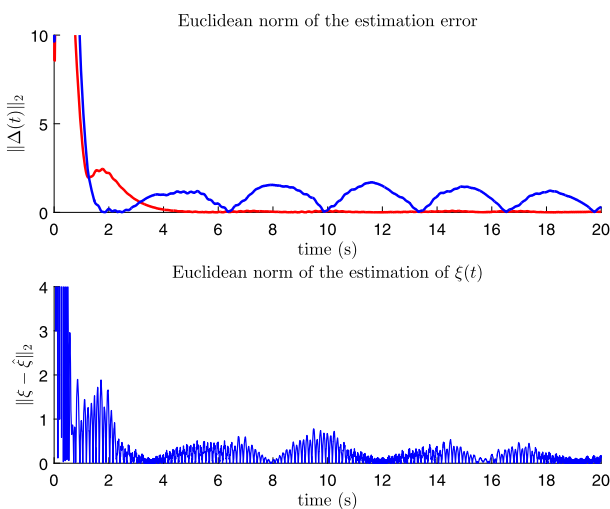 Euclidean norm of the estimation error
10
5
0
‖Δ(t)‖₂
0 2 4 6 8 10 12 14 16 18 20
time (s)
Euclidean norm of the estimation of ξ(t)
4
3
2
1
0
‖ξ − ξ̂‖₂
0 2 4 6 8 10 12 14 16 18 20
time (s)